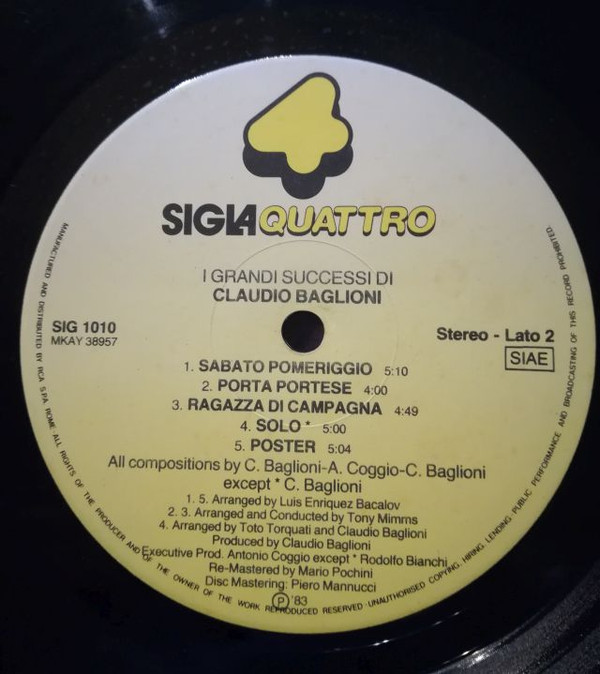 SIGLA QUATTRO
I GRANDI SUCCESSI DI
CLAUDIO BAGLIONI
SIG 1010
MKAY 38957
Stereo - Lato 2
SIAE
1. SABATO POMERIGGIO 5:10
2. PORTA PORTESE 4:00
3. RAGAZZA DI CAMPAGNA 4:49
4. SOLO * 5:00
5. POSTER 5:04
All compositions by C. Baglioni-A. Coggio-C. Baglioni
except * C. Baglioni
1. 5. Arranged by Luis Enriquez Bacalov
2. 3. Arranged and Conducted by Tony Mimms
4. Arranged by Toto Torquati and Claudio Baglioni
Produced by Claudio Baglioni
Executive Prod. Antonio Coggio except * Rodolfo Bianchi
Re-Mastered by Mario Pochini
Disc Mastering: Piero Mannucci
Ⓟ '83
MANUFACTURED AND DISTRIBUTED BY RCA S.P.A. ROME· ALL RIGHTS OF THE PRODUCER AND OF THE OWNER OF THE WORK REPRODUCED RESERVED· UNAUTHORISED COPYING, HIRING, LENDING, PUBLIC PERFORMANCE AND BROADCASTING OF THIS RECORD PROHIBITED.